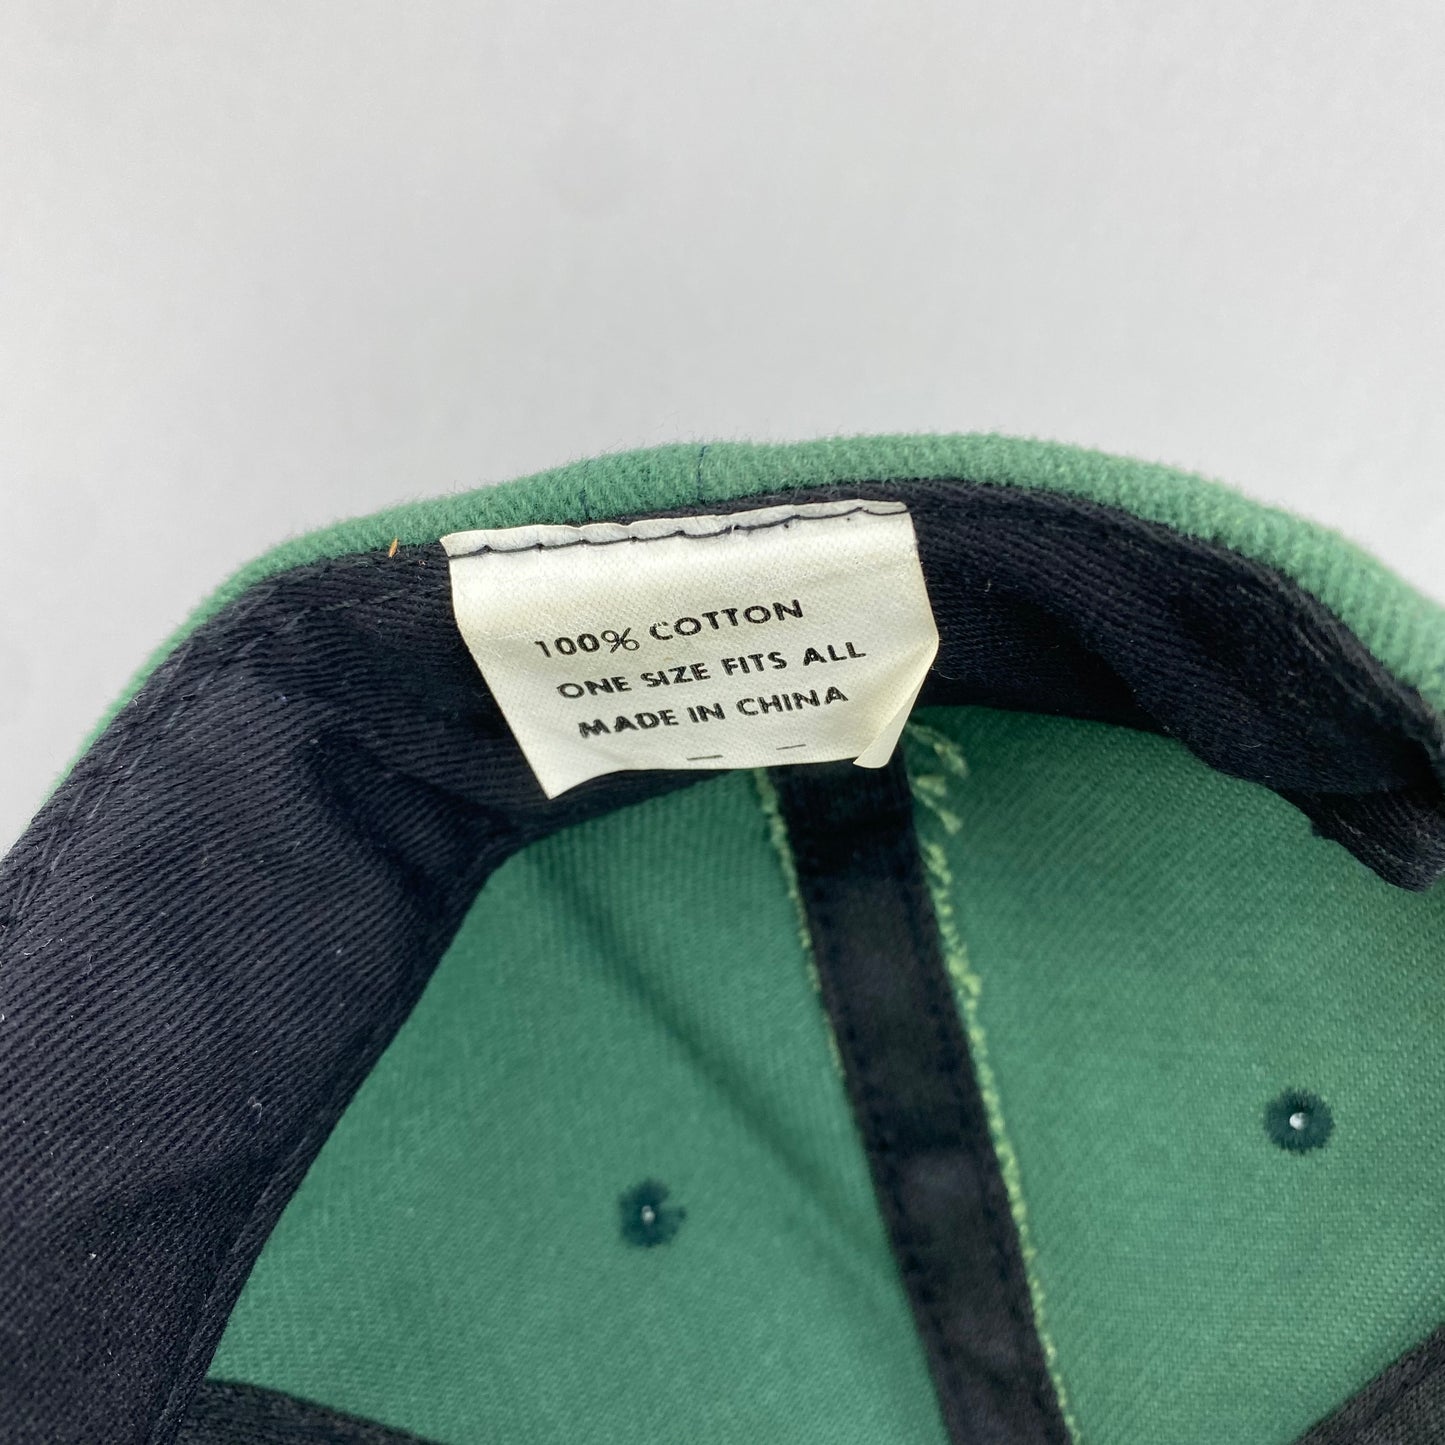 100% COTTON
ONE SIZE FITS ALL
MADE IN CHINA